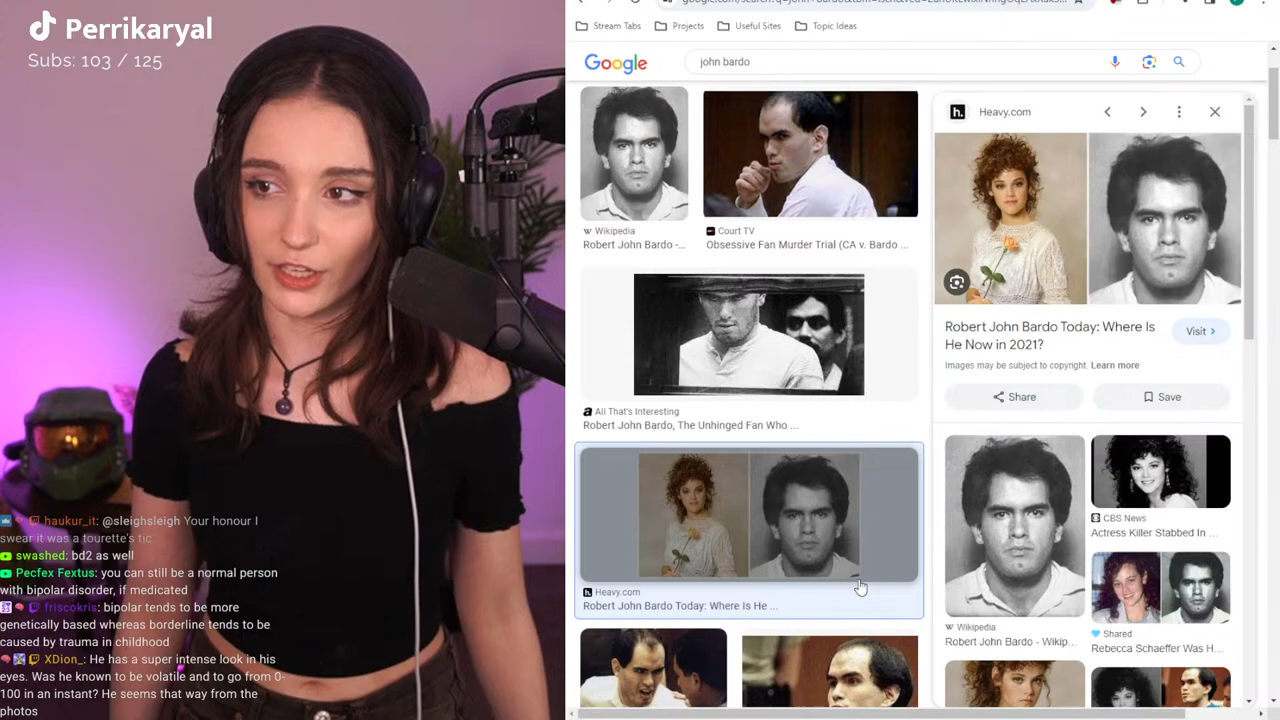 Perrikaryal
Subs: 103 / 125
haukur_it: @sleighsleigh Your honour I
swear it was a tourette's tic
swashed: bd2 as well
Pecfex Fextus: you can still be a normal person
with bipolar disorder, if medicated
friscokris: bipolar tends to be more
genetically based whereas borderline tends to be
caused by trauma in childhood
XDion_: He has a super intense look in his
eyes. Was he known to be volatile and to go from 0-
100 in an instant? He seems that way from the
photos
Stream Tabs
Projects
Useful Sites
Topic Ideas
Google
john bardo
Wikipedia
Robert John Bardo -...
Court TV
Obsessive Fan Murder Trial (CA v. Bardo ...
All That's Interesting
Robert John Bardo, The Unhinged Fan Who ...
Heavy.com
Robert John Bardo Today: Where Is He ...
h.
Heavy.com
Robert John Bardo Today: Where Is
He Now in 2021?
Visit
Images may be subject to copyright. Learn more
Share
Save
Wikipedia
Robert John Bardo - Wikip...
CBS News
Actress Killer Stabbed In ...
Shared
Rebecca Schaeffer Was H...